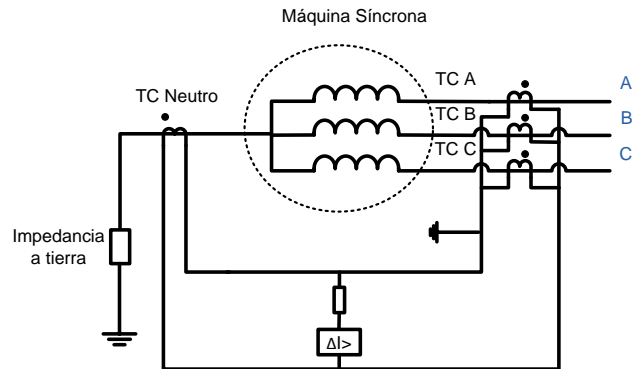 Máquina Síncrona
TC Neutro
TC A
A
TC B
B
TC C
C
Impedancia
a tierra
ΔI>